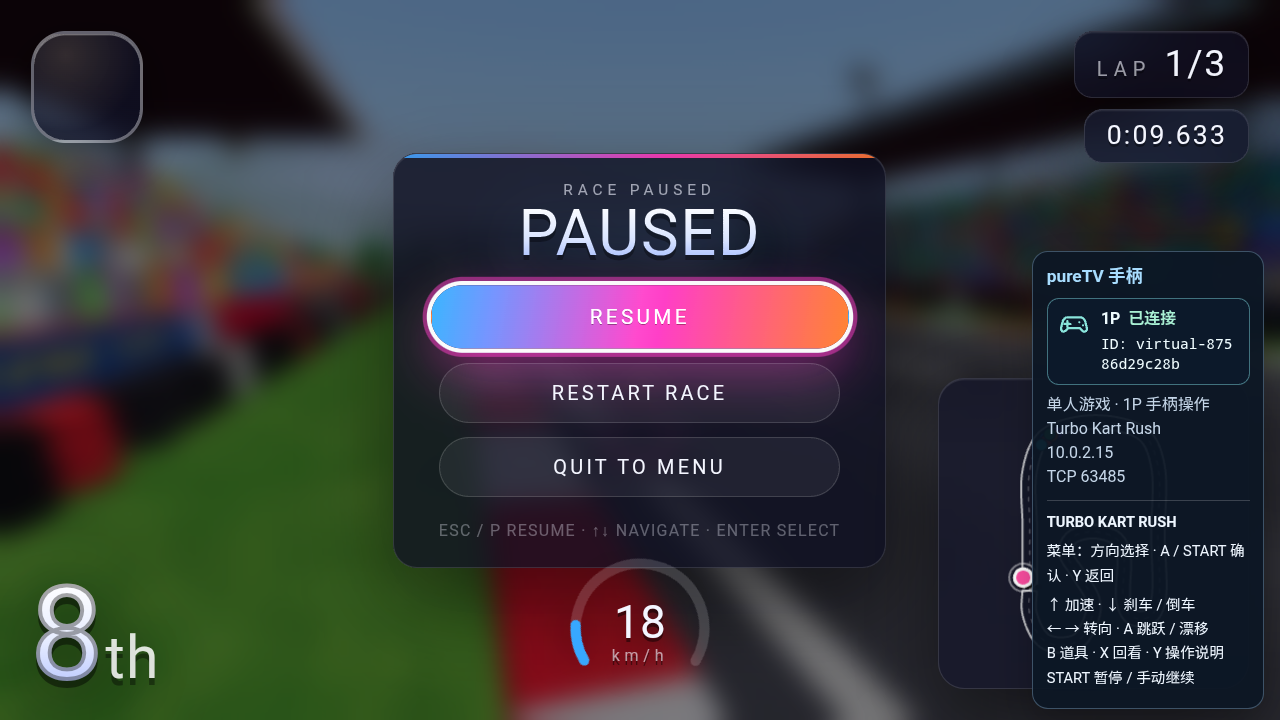 LAP 1/3
0:09.633
RACE PAUSED
PAUSED
RESUME
RESTART RACE
QUIT TO MENU
ESC / P RESUME · ↑↓ NAVIGATE · ENTER SELECT
8th
18
km/h
pureTV 手柄
1P 已连接
ID: virtual-875
86d29c28b
单人游戏 · 1P 手柄操作
Turbo Kart Rush
10.0.2.15
TCP 63485
TURBO KART RUSH
菜单：方向选择 · A / START 确
认 · Y 返回
↑ 加速 · ↓ 刹车 / 倒车
←→ 转向 · A 跳跃 / 漂移
B 道具 · X 回看 · Y 操作说明
START 暂停 / 手动继续